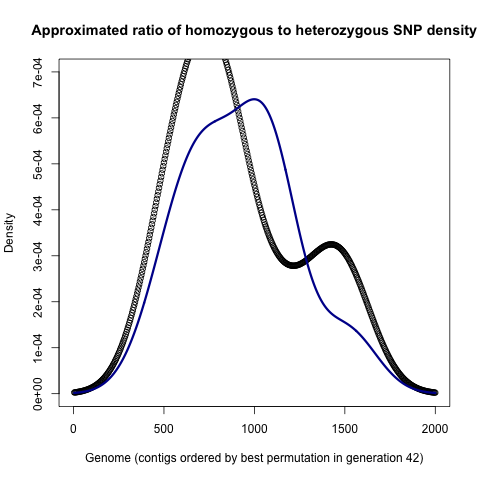 Approximated ratio of homozygous to heterozygous SNP density
7e-04
6e-04
5e-04
4e-04
3e-04
2e-04
1e-04
0e+00
Density
0 500 1000 1500 2000
Genome (contigs ordered by best permutation in generation 42)